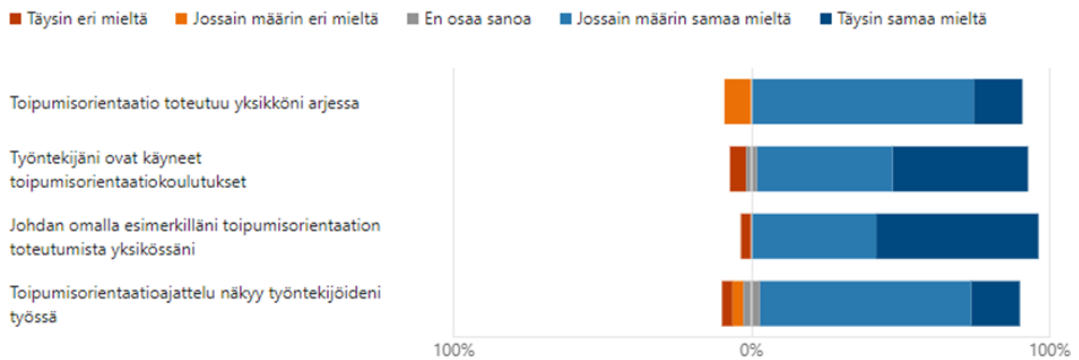 Täysin eri mieltä Jossain määrin eri mieltä En osaa sanoa Jossain määrin samaa mieltä Täysin samaa mieltä
Toipumisorientaatio toteutuu yksikköni arjessa
Työntekijäni ovat käyneet
toipumisorientaatiokoulutukset
Johdan omalla esimerkilläni toipumisorientaation
toteutumista yksikössäni
Toipumisorientaatioajattelu näkyy työntekijöideni
työssä
100% 0% 100%